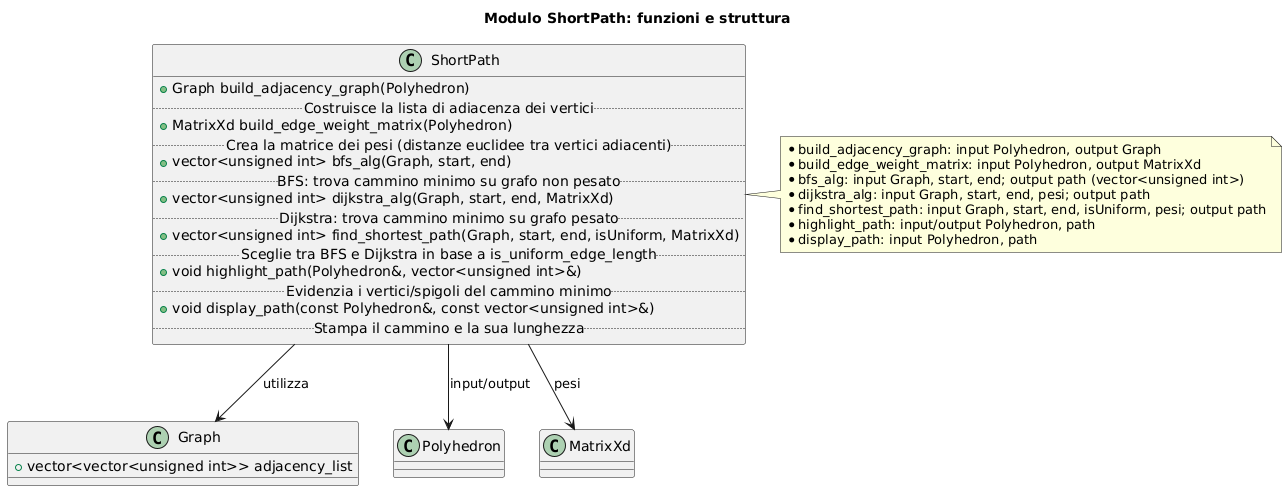 Modulo ShortPath: funzioni e struttura
C ShortPath
Graph build_adjacency_graph(Polyhedron)
Costruisce la lista di adiacenza dei vertici
MatrixXd build_edge_weight_matrix(Polyhedron)
Crea la matrice dei pesi (distanze euclidee tra vertici adiacenti)
vector<unsigned int> bfs_alg(Graph, start, end)
BFS: trova cammino minimo su grafo non pesato
vector<unsigned int> dijkstra_alg(Graph, start, end, MatrixXd)
Dijkstra: trova cammino minimo su grafo pesato
vector<unsigned int> find_shortest_path(Graph, start, end, isUniform, MatrixXd)
Sceglie tra BFS e Dijkstra in base a is_uniform_edge_length
void highlight_path(Polyhedron&, vector<unsigned int>&)
Evidenzia i vertici/spigoli del cammino minimo
void display_path(const Polyhedron&, const vector<unsigned int>&)
Stampa il cammino e la sua lunghezza
• build_adjacency_graph: input Polyhedron, output Graph
• build_edge_weight_matrix: input Polyhedron, output MatrixXd
• bfs_alg: input Graph, start, end; output path (vector<unsigned int>)
• dijkstra_alg: input Graph, start, end, pesi; output path
• find_shortest_path: input Graph, start, end, isUniform, pesi; output path
• highlight_path: input/output Polyhedron, path
• display_path: input Polyhedron, path
utilizza
input/output
pesi
C Graph
vector<vector<unsigned int>> adjacency_list
C Polyhedron
C MatrixXd